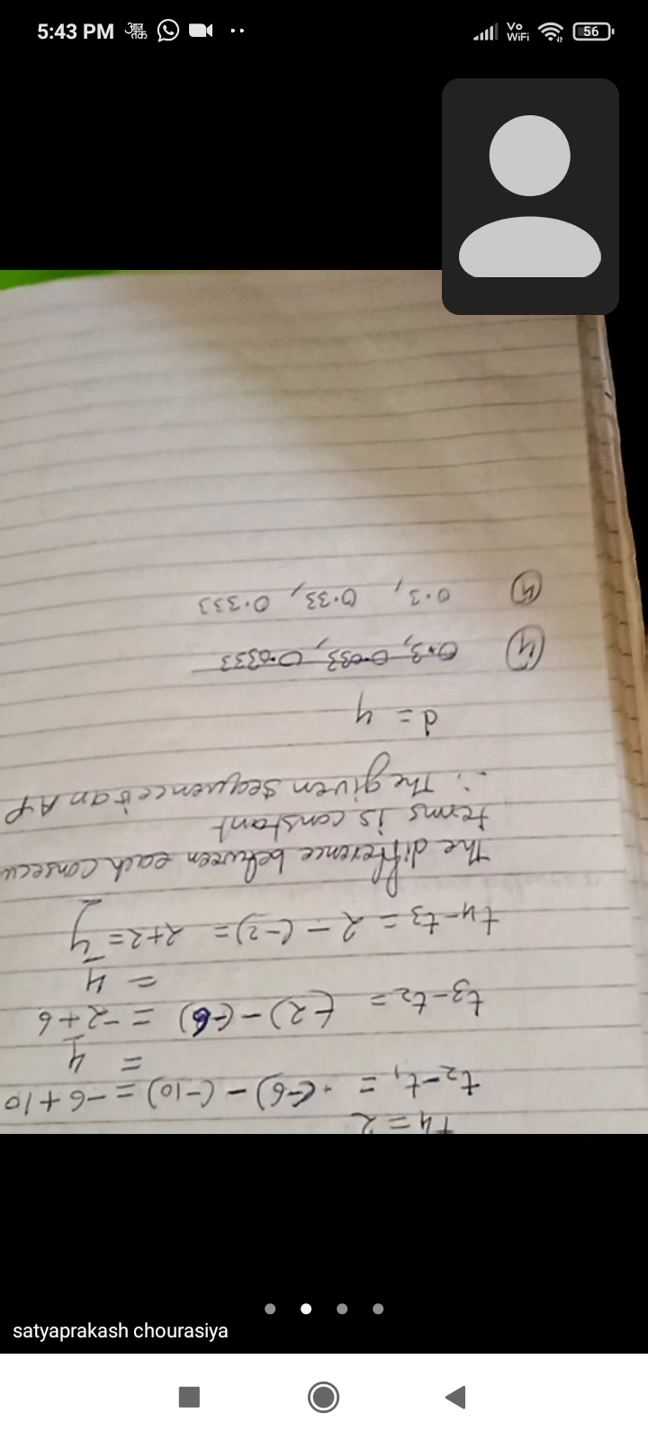 5:43 PM
Vo WiFi
56
t4 = 2
t2-t1 = (-6) - (-10) = -6+10
= 4
t3-t2 = (-2) - (-6) = -2+6
= 4
t4-t3 = 2 - (-2) = 2+2 = 4
The difference between each consecu
terms is constant
∴ The given sequence is an AP
d = 4
(4) 0.3, 0.033, 0.0333
(4) 0.3, 0.33, 0.333
satyaprakash chourasiya